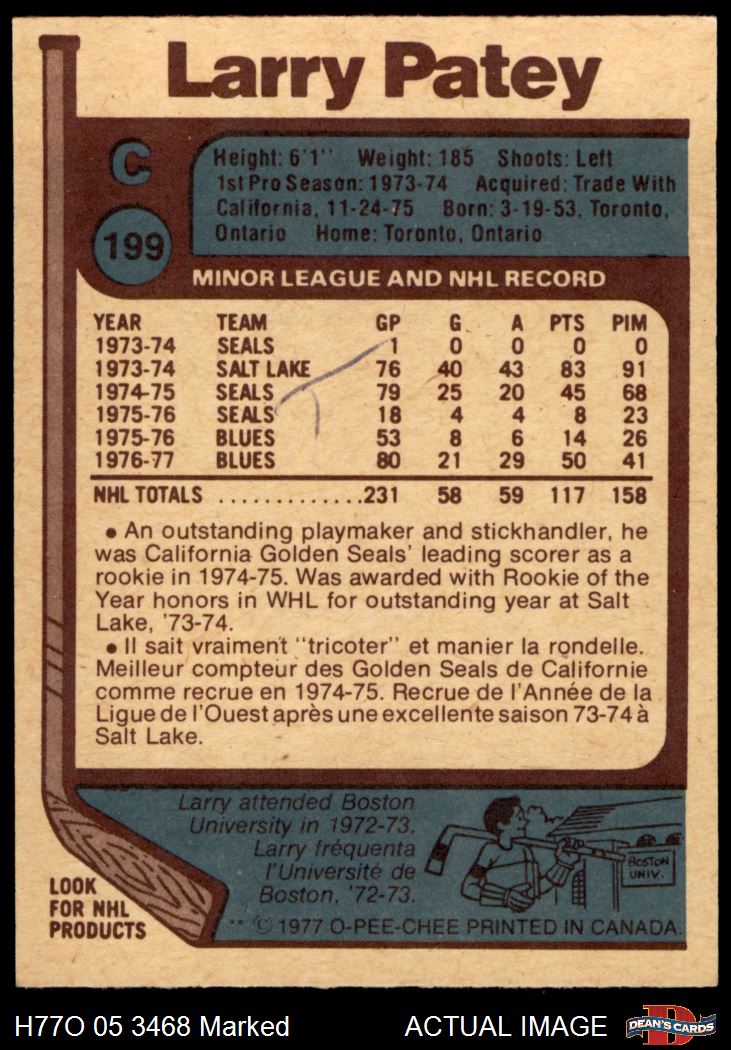 Larry Patey
C
Height: 6'1'' Weight: 185 Shoots: Left
1st Pro Season: 1973-74 Acquired: Trade With
California, 11-24-75 Born: 3-19-53, Toronto,
Ontario Home: Toronto, Ontario
199
MINOR LEAGUE AND NHL RECORD
YEAR TEAM GP G A PTS PIM
1973-74 SEALS 1 0 0 0 0
1973-74 SALT LAKE 76 40 43 83 91
1974-75 SEALS 79 25 20 45 68
1975-76 SEALS 18 4 4 8 23
1975-76 BLUES 53 8 6 14 26
1976-77 BLUES 80 21 29 50 41
NHL TOTALS .............231 58 59 117 158
● An outstanding playmaker and stickhandler, he
was California Golden Seals' leading scorer as a
rookie in 1974-75. Was awarded with Rookie of the
Year honors in WHL for outstanding year at Salt
Lake, '73-74.
● Il sait vraiment ''tricoter'' et manier la rondelle.
Meilleur compteur des Golden Seals de Californie
comme recrue en 1974-75. Recrue de l'Année de la
Ligue de l'Ouest après une excellente saison 73-74 à
Salt Lake.
Larry attended Boston
University in 1972-73.
Larry fréquenta
l'Université de
Boston, '72-73.
BOSTON
UNIV.
LOOK
FOR NHL
PRODUCTS
** © 1977 O-PEE-CHEE PRINTED IN CANADA.
H77O 05 3468 Marked ACTUAL IMAGE
DEAN'S CARDS